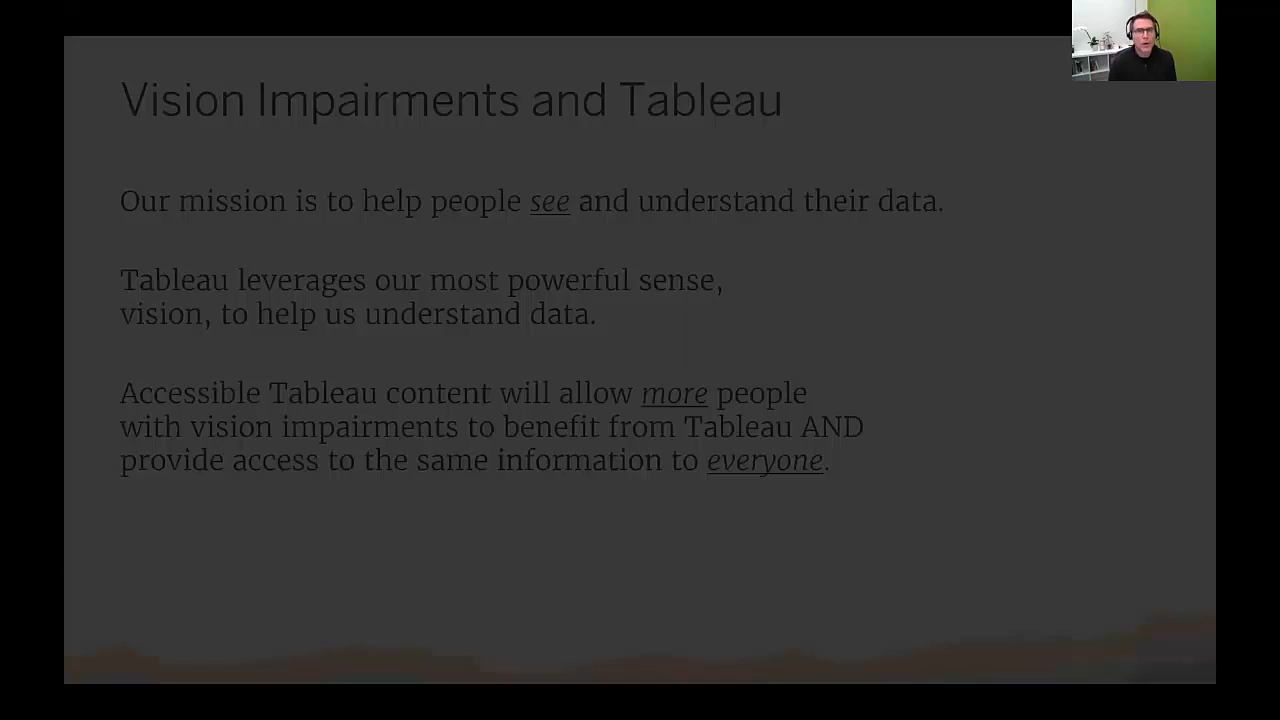 Vision Impairments and Tableau
Our mission is to help people see and understand their data.
Tableau leverages our most powerful sense,
vision, to help us understand data.
Accessible Tableau content will allow more people
with vision impairments to benefit from Tableau AND
provide access to the same information to everyone.